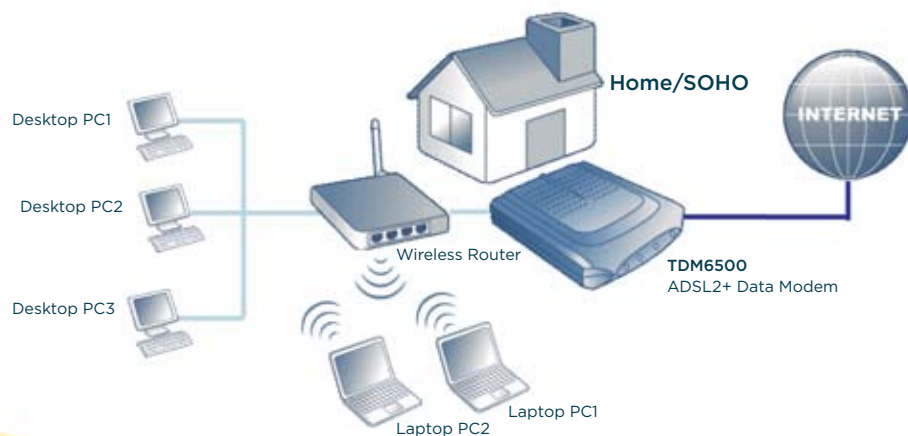 Home/SOHO
INTERNET
Desktop PC1
Desktop PC2
Desktop PC3
Wireless Router
TDM6500
ADSL2+ Data Modem
Laptop PC1
Laptop PC2